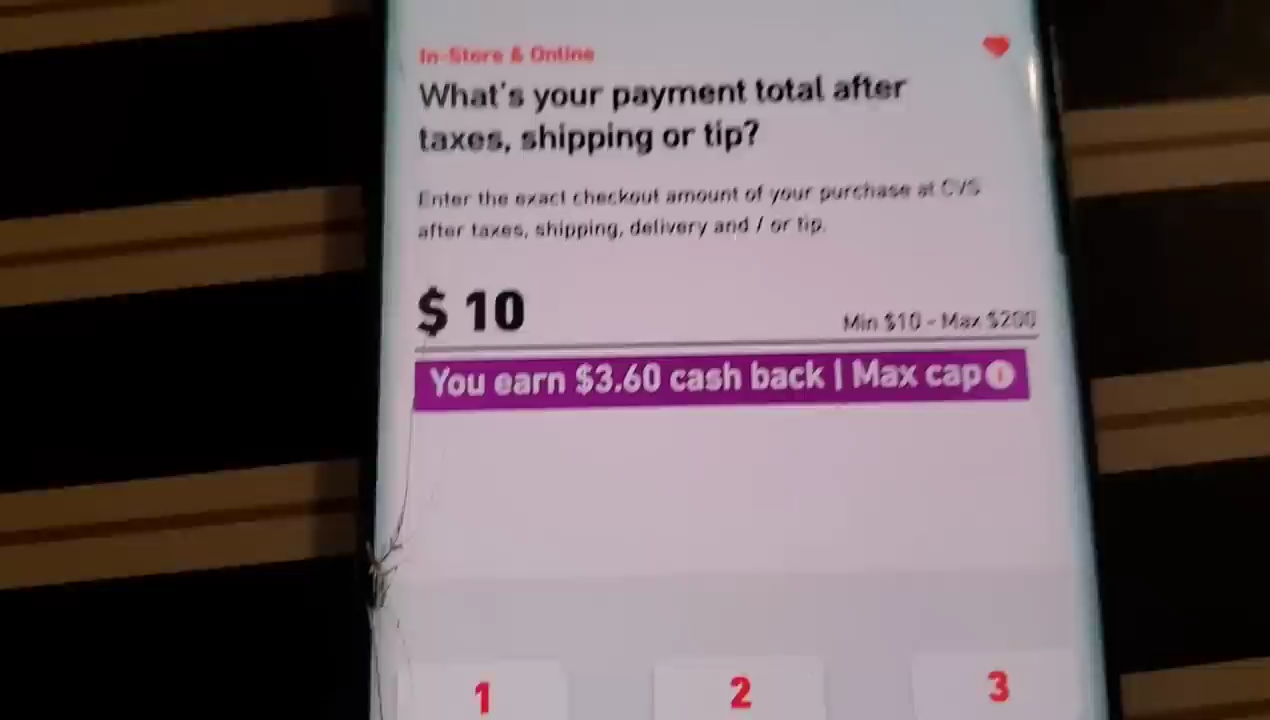 In-Store & Online
What's your payment total after
taxes, shipping or tip?
Enter the exact checkout amount of your purchase at CVS
after taxes, shipping, delivery and / or tip.
$ 10
Min $10 - Max $200
You earn $3.60 cash back | Max cap
1
2
3